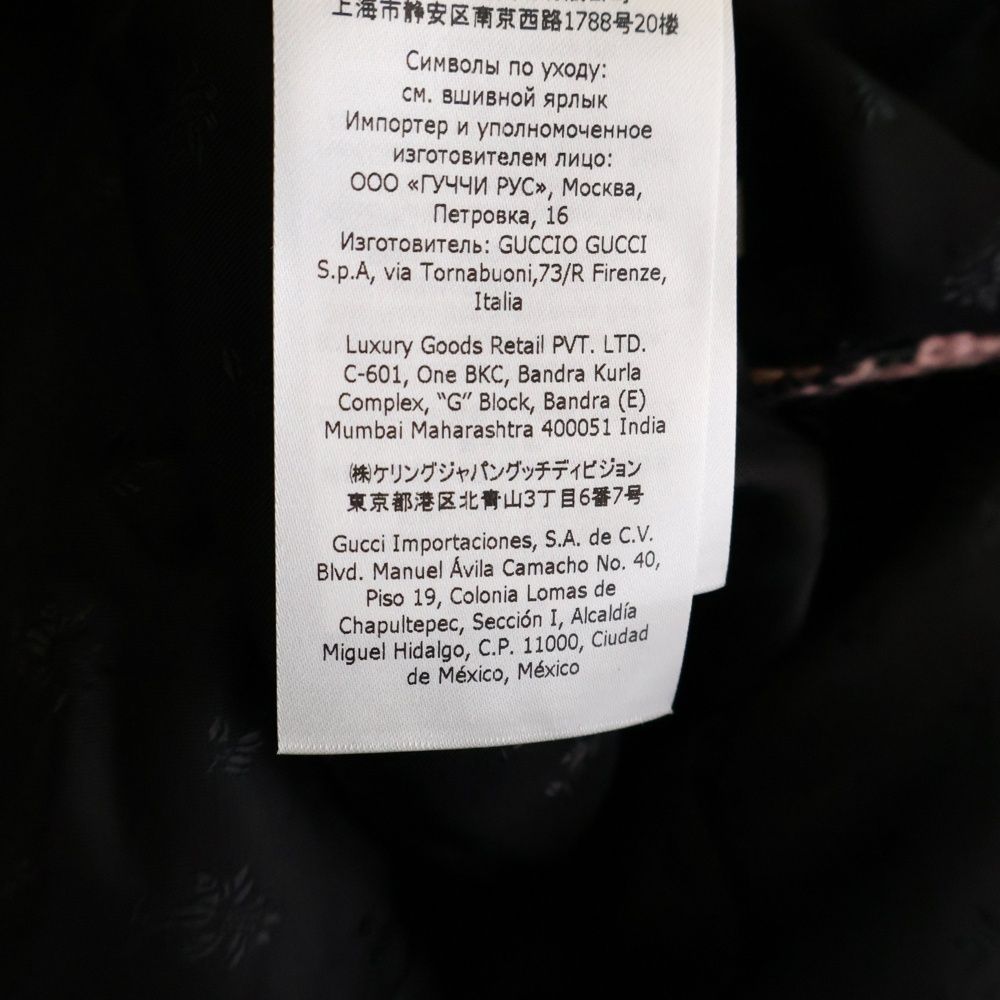 上海市静安区南京西路1788号20楼
Символы по уходу:
см. вшивной ярлык
Импортер и уполномоченное
изготовителем лицо:
ООО «ГУЧЧИ РУС», Москва,
Петровка, 16
Изготовитель: GUCCIO GUCCI
S.p.A, via Tornabuoni,73/R Firenze,
Italia
Luxury Goods Retail PVT. LTD.
C-601, One BKC, Bandra Kurla
Complex, “G” Block, Bandra (E)
Mumbai Maharashtra 400051 India
㈱ケリングジャパングッチディビジョン
東京都港区北青山3丁目6番7号
Gucci Importaciones, S.A. de C.V.
Blvd. Manuel Ávila Camacho No. 40,
Piso 19, Colonia Lomas de
Chapultepec, Sección I, Alcaldía
Miguel Hidalgo, C.P. 11000, Ciudad
de México, México